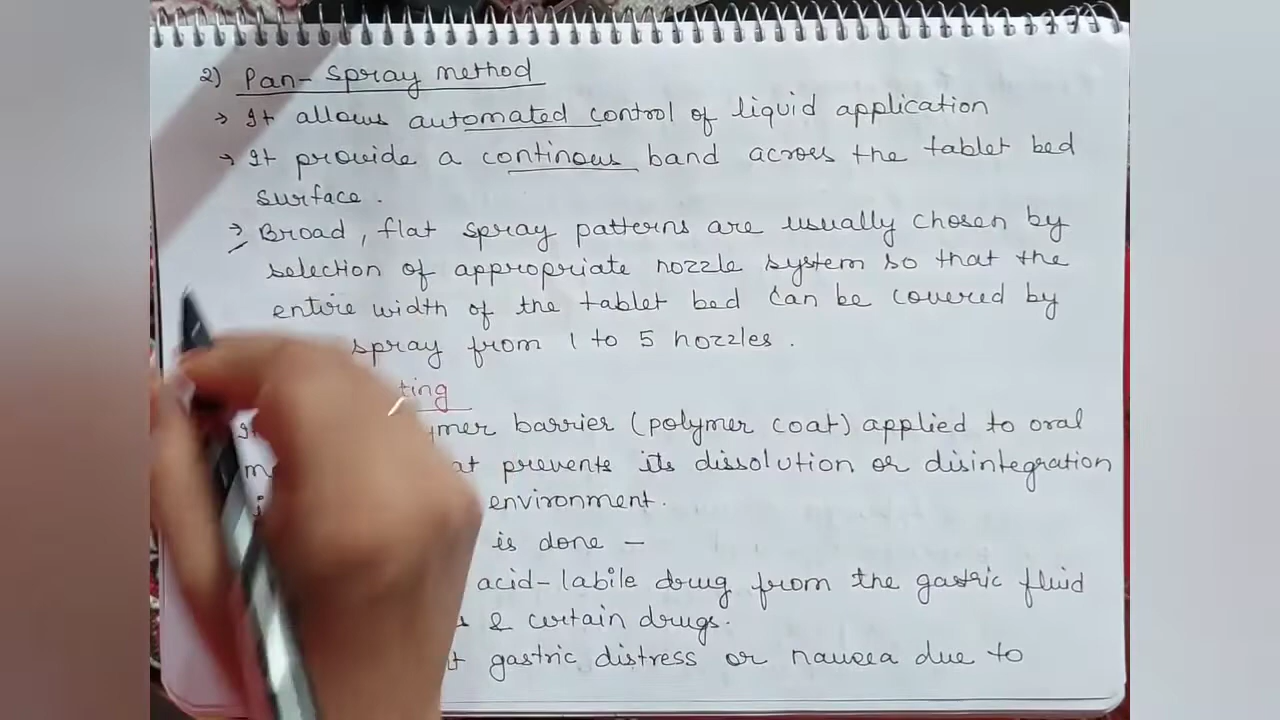 2) Pan- spray method
→ It allows automated control of liquid application
→ It provide a continous band across the tablet bed
surface.
→ Broad, flat spray patterns are usually chosen by
selection of appropriate nozzle system so that the
entire width of the tablet bed can be covered by
spray from 1 to 5 nozzles.
ting
ymer barrier (polymer coat) applied to oral
at prevents its dissolution or disintegration
environment.
is done —
acid-labile drug from the gastric fluid
& certain drugs.
gastric distress or nausea due to